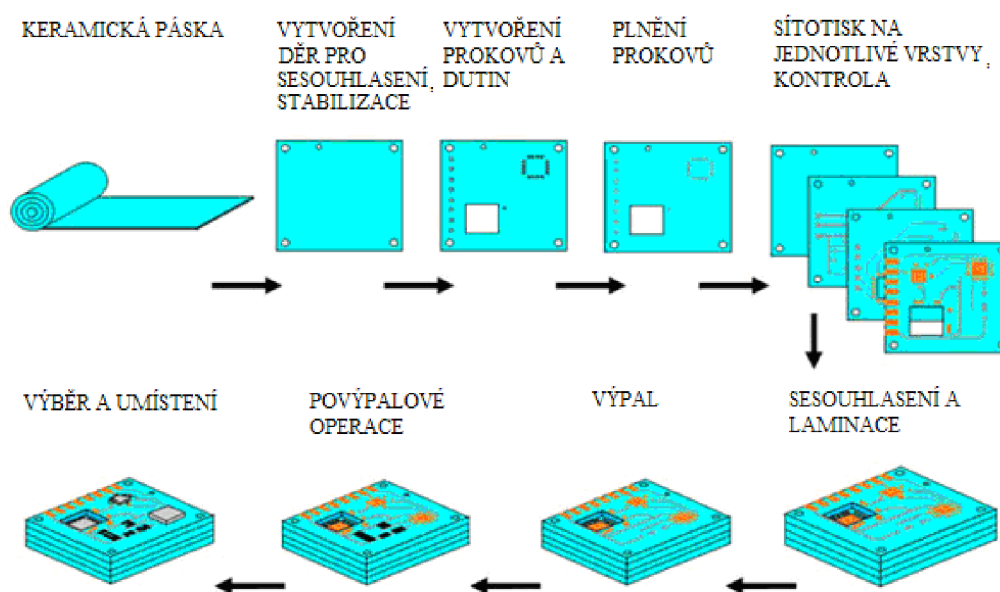 KERAMICKÁ PÁSKA
VYTVOŘENÍ
DĚR PRO
SESOUHLASENÍ,
STABILIZACE
VYTVOŘENÍ
PROKOVŮ A
DUTIN
PLNĚNÍ
PROKOVŮ
SÍTOTISK NA
JEDNOTLIVÉ VRSTVY,
KONTROLA
VÝBĚR A UMÍSTENÍ
POVÝPALOVÉ
OPERACE
VÝPAL
SESOUHLASENÍ A
LAMINACE